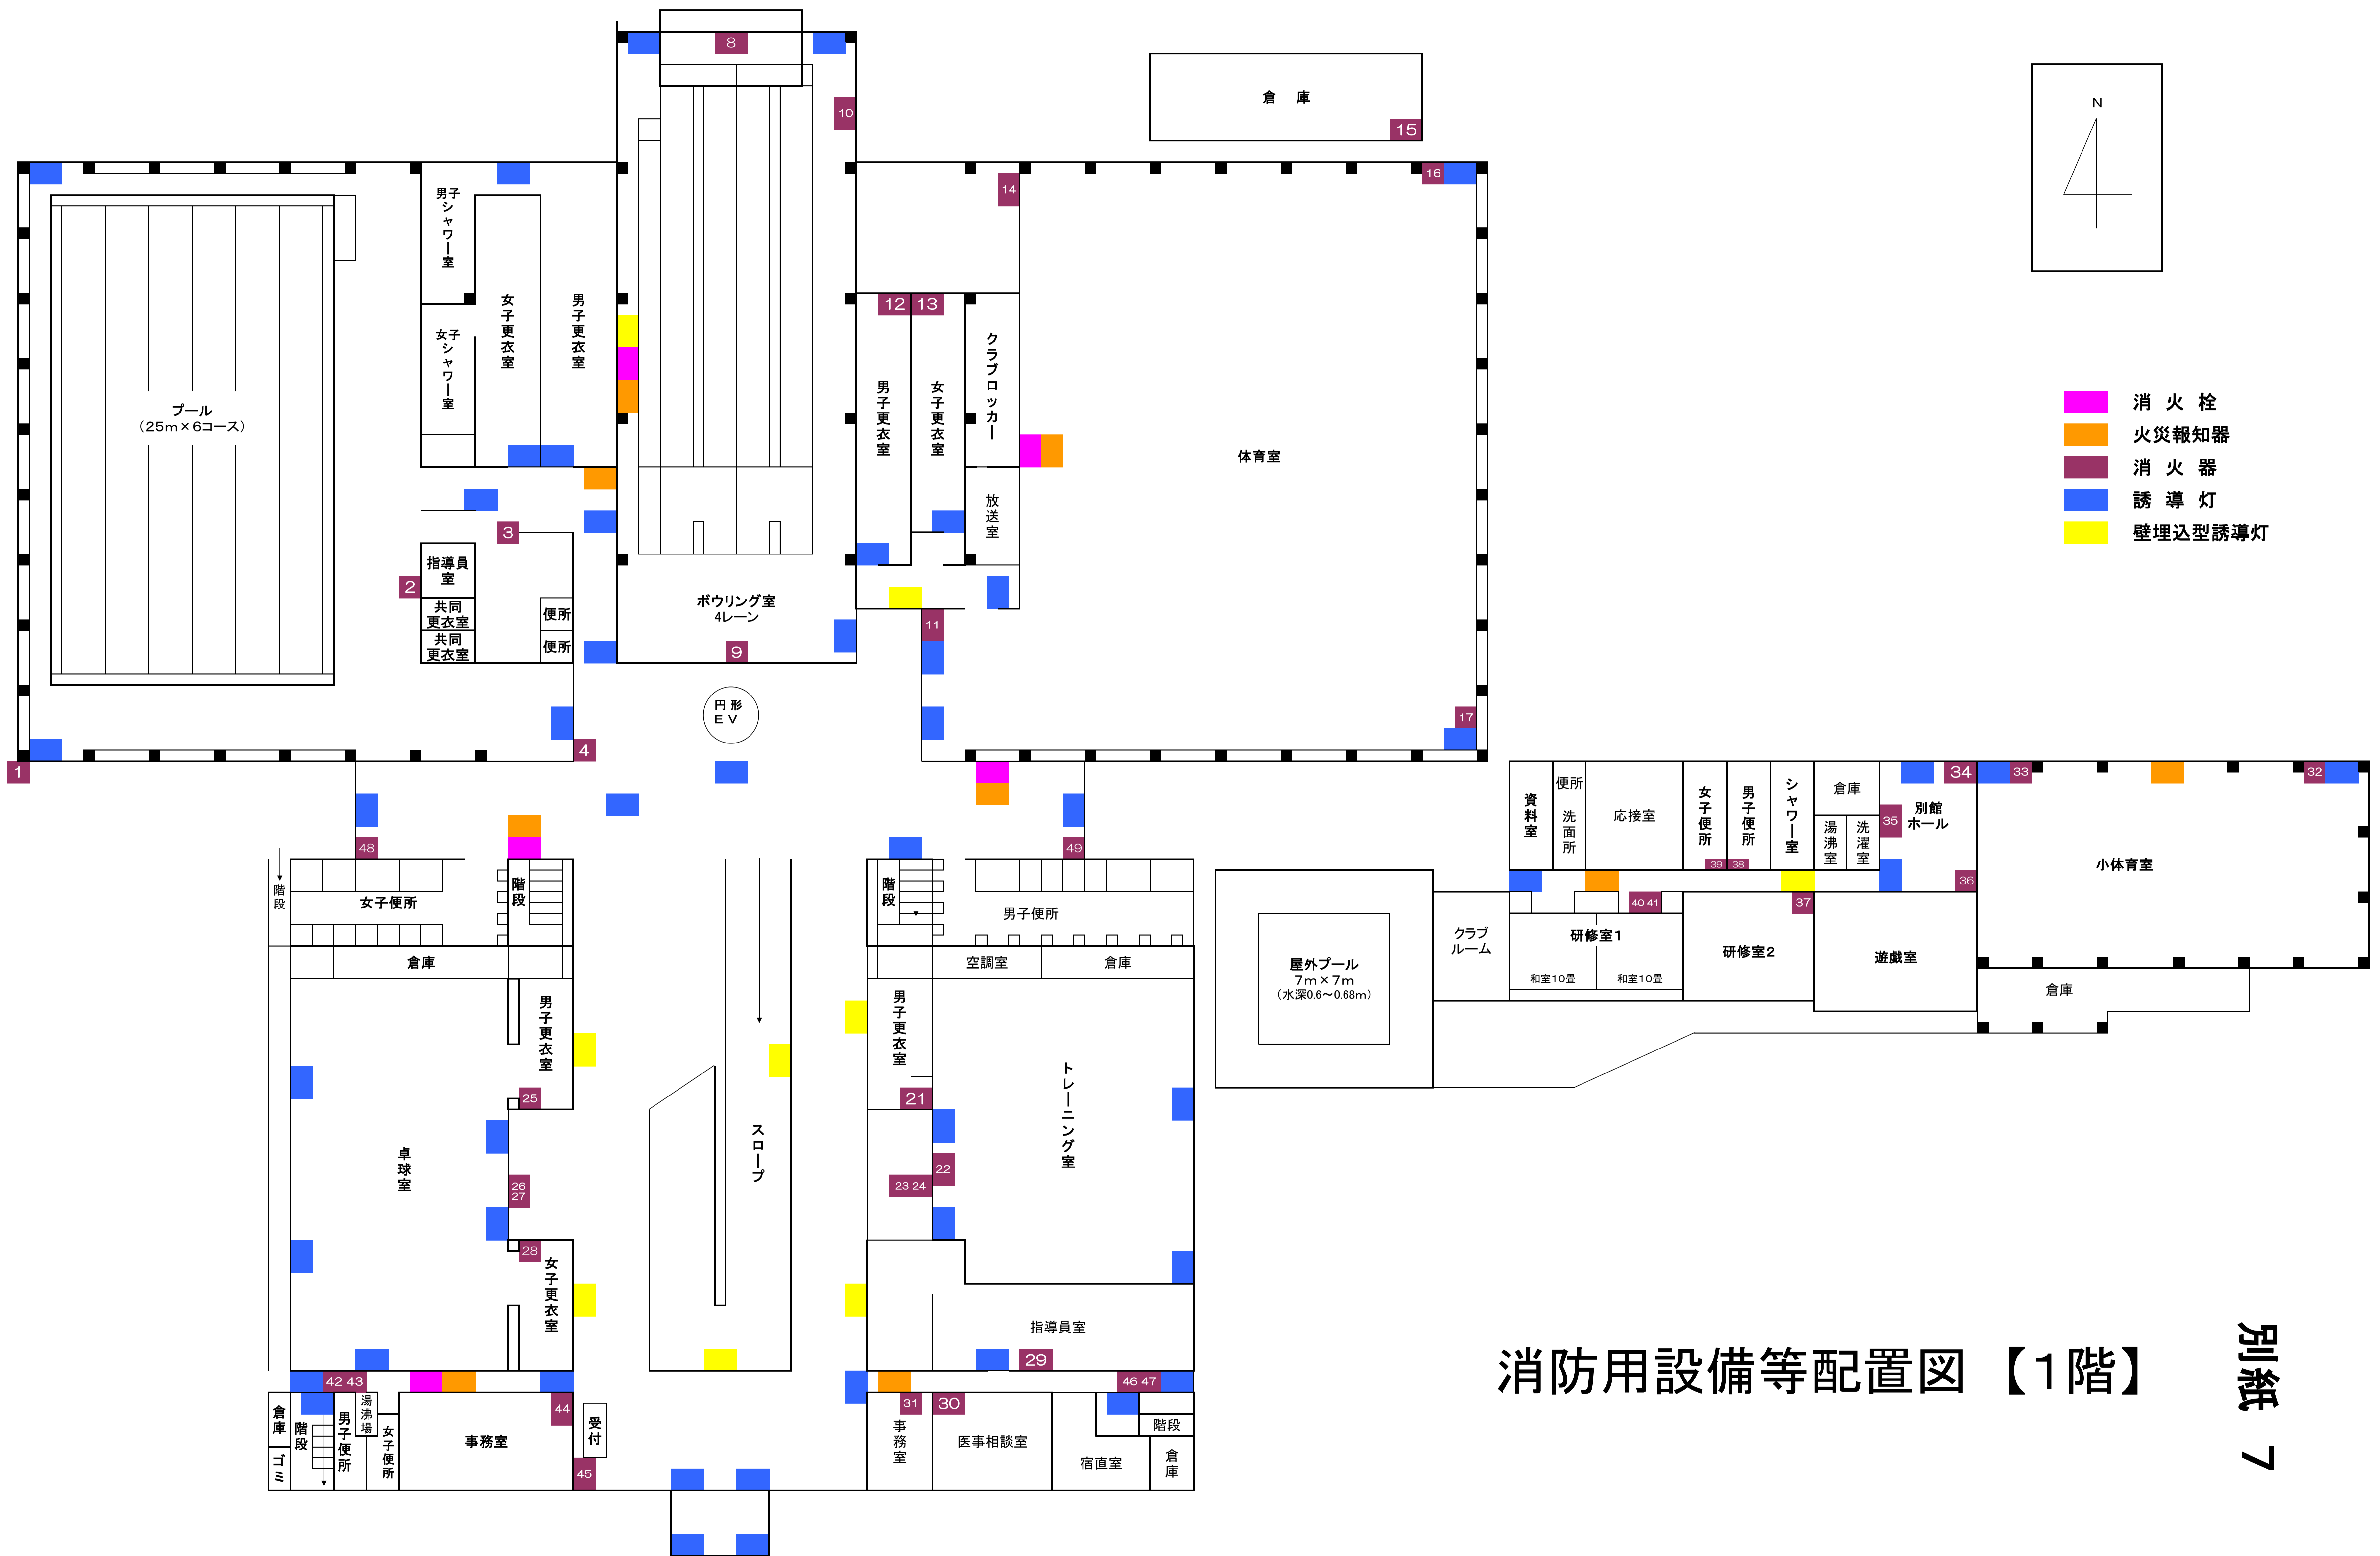 8
10
倉 庫
15
N
14
16
男子シャワー室
女子シャワー室
女子更衣室
男子更衣室
12
13
クラブロッカー
男子更衣室
女子更衣室
プール
（25m×6コース）
体育室
放送室
消 火 栓
火災報知器
消 火 器
誘 導 灯
壁埋込型誘導灯
3
指導員
室
2
共同
更衣室
共同
更衣室
便所
便所
ボウリング室
4レーン
9
11
円 形
E V
17
4
1
48
49
階段
女子便所
階段
階段
男子便所
倉庫
空調室
倉庫
男子更衣室
男子更衣室
25
21
卓球室
スロープ
トレーニング室
26
27
22
23 24
28
女子更衣室
指導員室
29
42 43
46 47
倉庫
ゴミ
階段
男子便所
湯沸場
女子便所
事務室
44
受付
45
31
事務室
30
医事相談室
宿直室
階段
倉庫
資料室
便所
洗面所
応接室
女子便所
男子便所
シャワー室
倉庫
湯沸室
洗濯室
34
33
32
35
別館
ホール
39
38
36
小体育室
40 41
37
クラブ
ルーム
研修室1
和室10畳
和室10畳
研修室2
遊戯室
倉庫
屋外プール
7m×7m
（水深0.6～0.68m）
消防用設備等配置図 【1階】
別紙 7